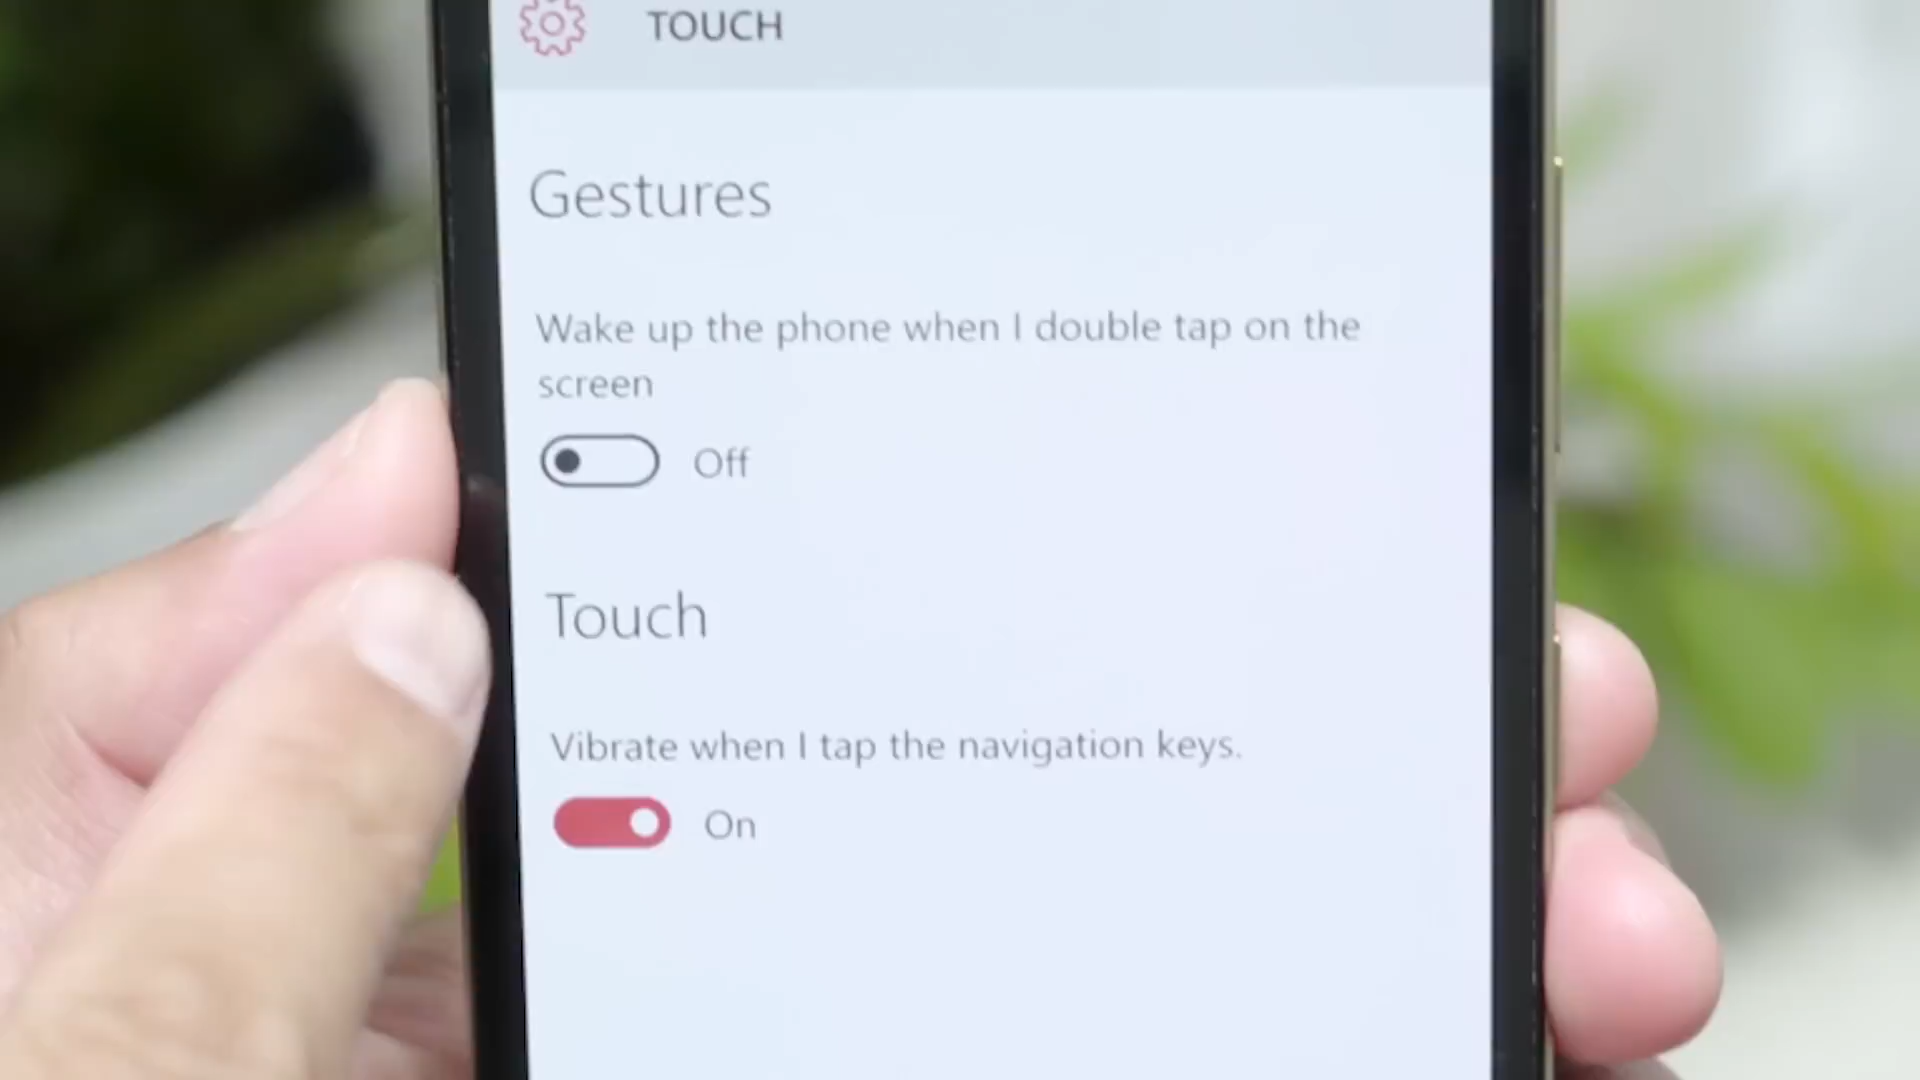 TOUCH
Gestures
Wake up the phone when I double tap on the
screen
Off
Touch
Vibrate when I tap the navigation keys.
On